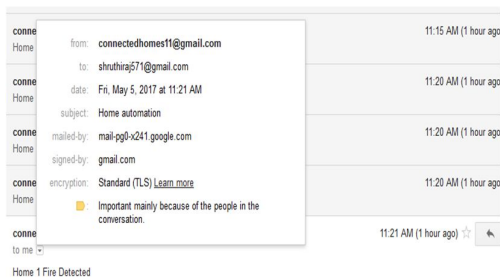 conne
11:15 AM (1 hour ago
Home
from: connectedhomes11@gmail.com
to: shruthiraj571@gmail.com
conne
11:20 AM (1 hour ago
Home
date: Fri, May 5, 2017 at 11:21 AM
subject: Home automation
conne
11:20 AM (1 hour ago
Home
mailed-by: mail-pg0-x241.google.com
signed-by: gmail.com
conne
11:20 AM (1 hour ago
Home
encryption: Standard (TLS) Learn more
: Important mainly because of the people in the
conversation.
conne
11:21 AM (1 hour ago)
to me
Home 1 Fire Detected